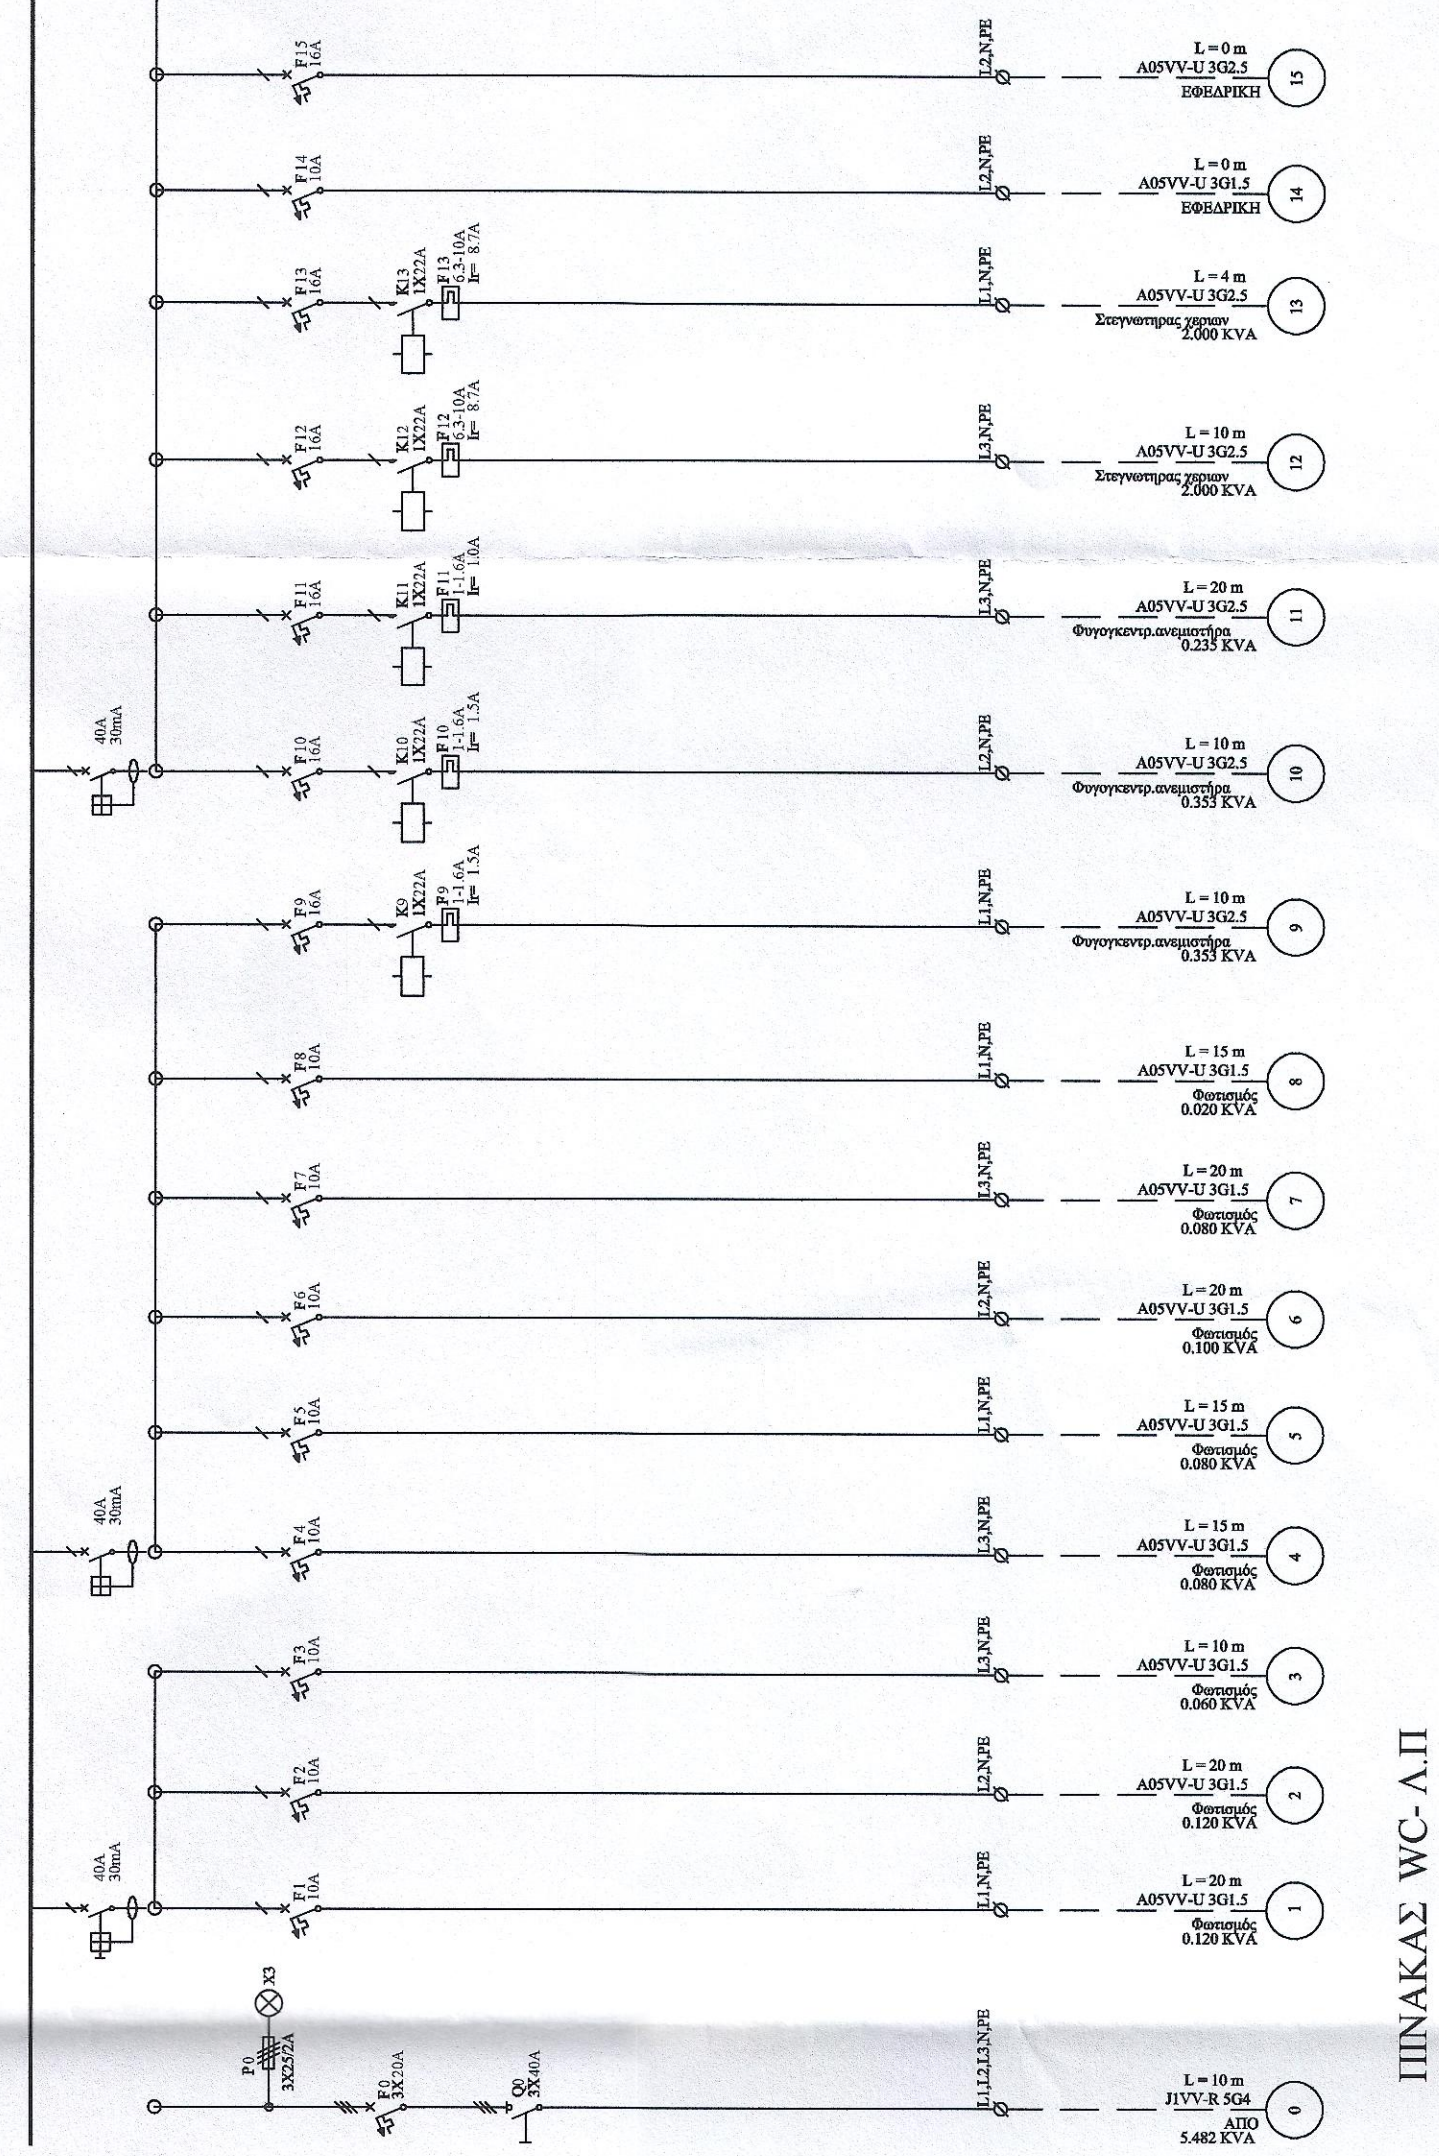 ΠΙΝΑΚΑΣ WC- Λ.Π
P0
3X25/2A
X3
F0
3X20A
Q0
3X40A
L1,L2,L3,N,PE
L = 10 m
J1VV-R 5G4
ΑΠΟ
5.482 KVA
0
40A
30mA
F1
10A
L1,N,PE
L = 20 m
A05VV-U 3G1.5
Φωτισμός
0.120 KVA
1
F2
10A
L2,N,PE
L = 20 m
A05VV-U 3G1.5
Φωτισμός
0.120 KVA
2
F3
10A
L3,N,PE
L = 10 m
A05VV-U 3G1.5
Φωτισμός
0.060 KVA
3
40A
30mA
F4
10A
L3,N,PE
L = 15 m
A05VV-U 3G1.5
Φωτισμός
0.080 KVA
4
F5
10A
L1,N,PE
L = 15 m
A05VV-U 3G1.5
Φωτισμός
0.080 KVA
5
F6
10A
L2,N,PE
L = 20 m
A05VV-U 3G1.5
Φωτισμός
0.100 KVA
6
F7
10A
L3,N,PE
L = 20 m
A05VV-U 3G1.5
Φωτισμός
0.080 KVA
7
F8
10A
L1,N,PE
L = 15 m
A05VV-U 3G1.5
Φωτισμός
0.020 KVA
8
F9
16A
K9
1X22A
F9
1-1.6A
Ir= 1.5A
L1,N,PE
L = 10 m
A05VV-U 3G2.5
Φυγογκεντρ.ανεμιστήρα
0.353 KVA
9
40A
30mA
F10
16A
K10
1X22A
F10
1-1.6A
Ir= 1.5A
L2,N,PE
L = 10 m
A05VV-U 3G2.5
Φυγογκεντρ.ανεμιστήρα
0.353 KVA
10
F11
16A
K11
1X22A
F11
1-1.6A
Ir= 1.0A
L3,N,PE
L = 20 m
A05VV-U 3G2.5
Φυγογκεντρ.ανεμιστήρα
0.235 KVA
11
F12
16A
K12
1X22A
F12
6.3-10A
Ir= 8.7A
L3,N,PE
L = 10 m
A05VV-U 3G2.5
Στεγνωτηρας χεριων
2.000 KVA
12
F13
16A
K13
1X22A
F13
6.3-10A
Ir= 8.7A
L1,N,PE
L = 4 m
A05VV-U 3G2.5
Στεγνωτηρας χεριων
2.000 KVA
13
F14
10A
L2,N,PE
L = 0 m
A05VV-U 3G1.5
ΕΦΕΔΡΙΚΗ
14
F15
16A
L2,N,PE
L = 0 m
A05VV-U 3G2.5
ΕΦΕΔΡΙΚΗ
15